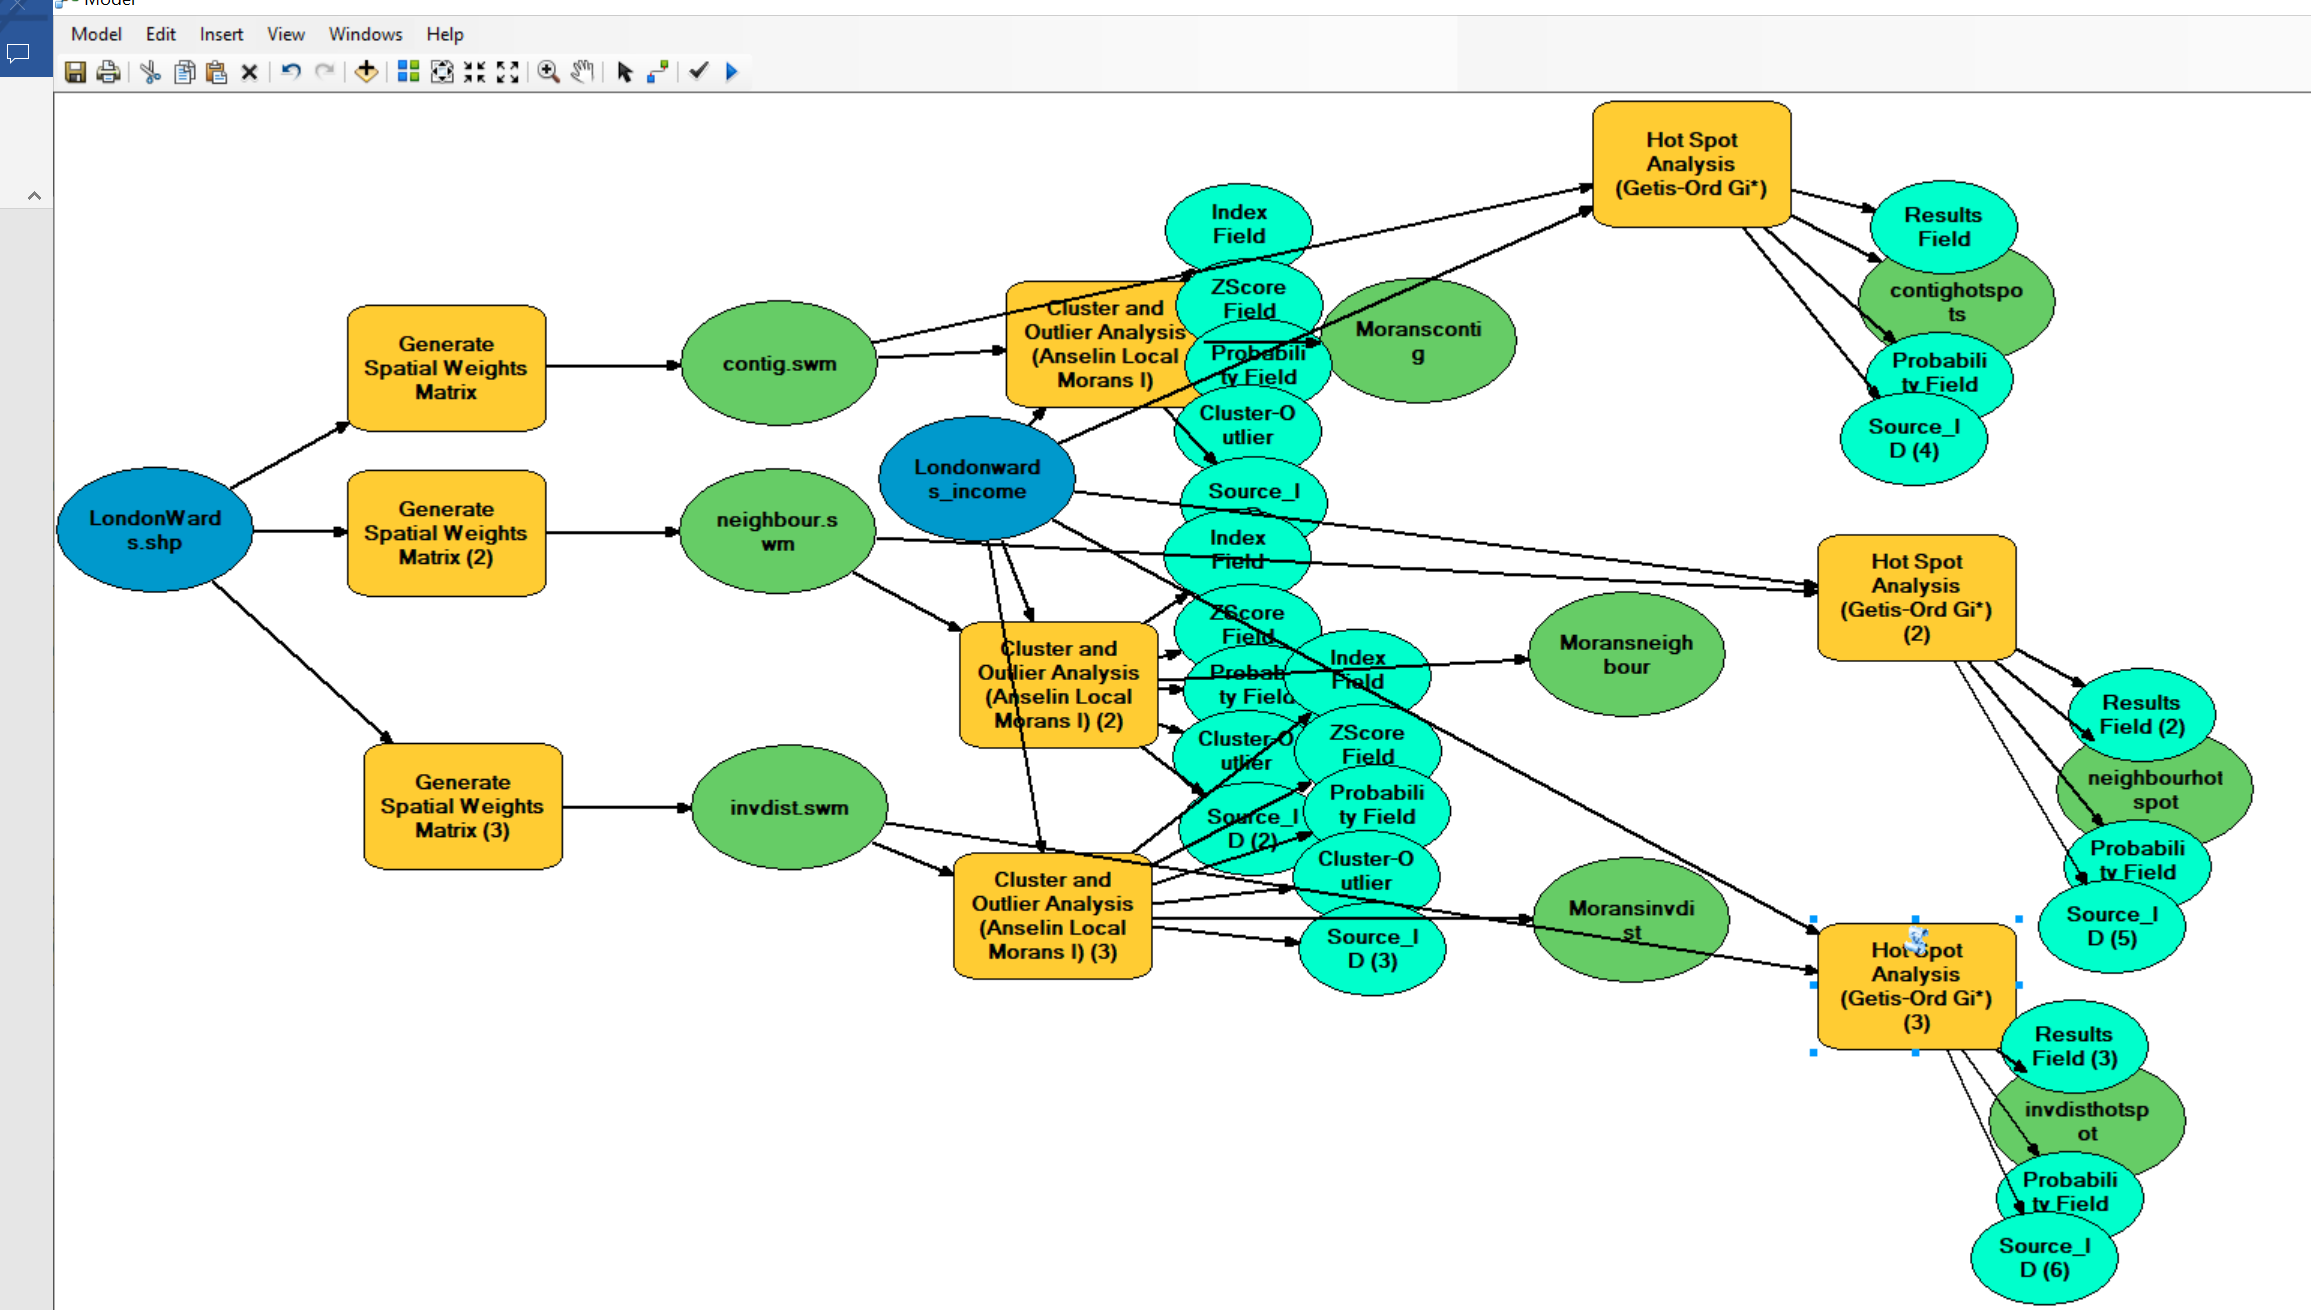 Model
Model Edit Insert View Windows Help
Hot Spot
Analysis
(Getis-Ord Gi*)
Results
Field
contighotspo
ts
Probabili
ty Field
Source_I
D (4)
Index
Field
ZScore
Field
Probabili
ty Field
Cluster-O
utlier
Source_I
Cluster and
Outlier Analysis
(Anselin Local
Morans I)
Moransconti
g
Generate
Spatial Weights
Matrix
contig.swm
LondonWard
s.shp
Generate
Spatial Weights
Matrix (2)
neighbour.s
wm
Londonward
s_income
Hot Spot
Analysis
(Getis-Ord Gi*)
(2)
Index
Field
ZScore
Field
Probab
ty Field
Cluster-O
utlier
Source_I
D (2)
Cluster and
Outlier Analysis
(Anselin Local
Morans I) (2)
Moransneigh
bour
Results
Field (2)
neighbourhot
spot
Probabili
ty Field
Source_I
D (5)
Generate
Spatial Weights
Matrix (3)
invdist.swm
Cluster and
Outlier Analysis
(Anselin Local
Morans I) (3)
Index
Field
ZScore
Field
Probabili
ty Field
Cluster-O
utlier
Source_I
D (3)
Moransinvdi
st
Hot Spot
Analysis
(Getis-Ord Gi*)
(3)
Results
Field (3)
invdisthotsp
ot
Probabili
ty Field
Source_I
D (6)